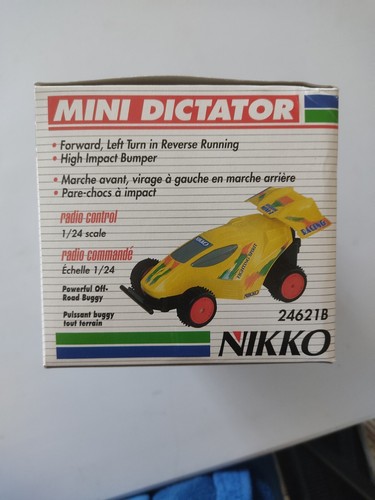 MINI DICTATOR
• Forward, Left Turn in Reverse Running
• High Impact Bumper
• Marche avant, virage à gauche en marche arrière
• Pare-chocs à impact
radio control
1/24 scale
radio commandé
Échelle 1/24
Powerful Off-
Road Buggy
Puissant buggy
tout terrain
RACING
NIKKO
24621B
NIKKO